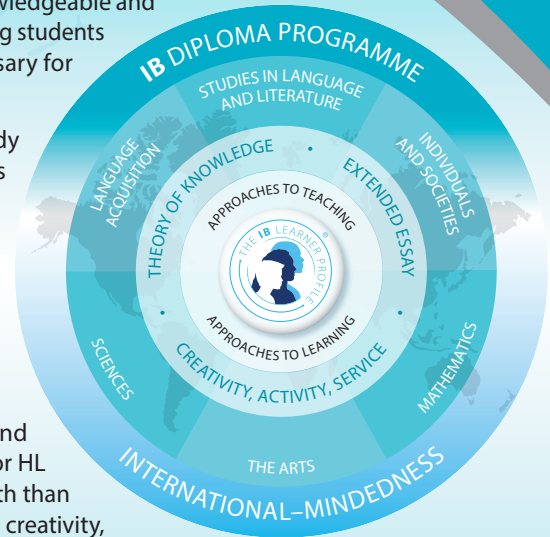 wledgeable and
g students
sary for
dy
s
nd
or HL
th than
creativity,
IB DIPLOMA PROGRAMME
STUDIES IN LANGUAGE
AND LITERATURE
LANGUAGE
ACQUISITION
INDIVIDUALS
AND SOCIETIES
THEORY OF KNOWLEDGE • EXTENDED ESSAY •
APPROACHES TO TEACHING
THE IB LEARNER PROFILE ®
APPROACHES TO LEARNING
• CREATIVITY, ACTIVITY, SERVICE
SCIENCES
MATHEMATICS
THE ARTS
INTERNATIONAL–MINDEDNESS